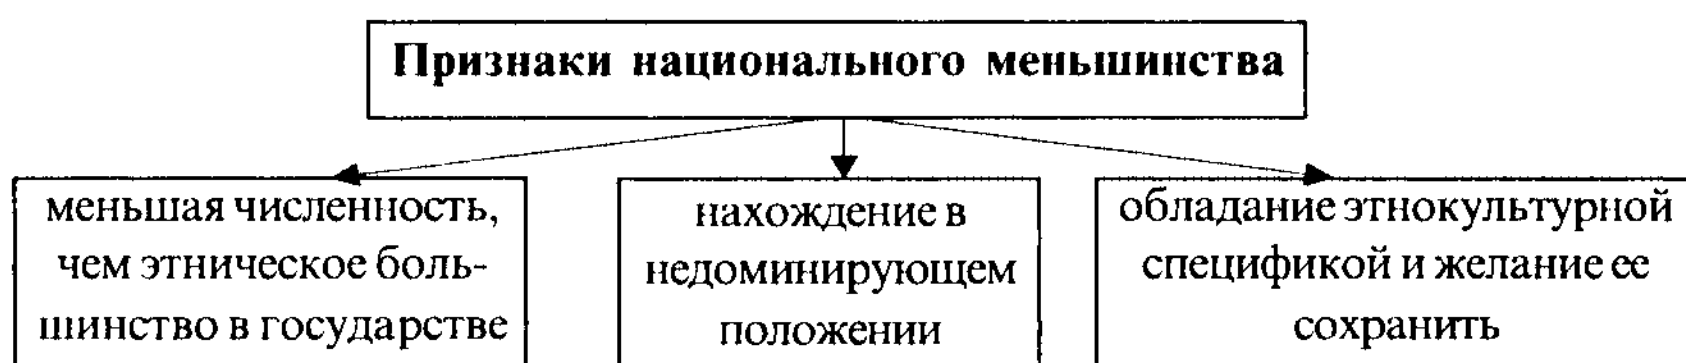 Признаки национального меньшинства
меньшая численность,
чем этническое боль-
шинство в государстве
нахождение в
недоминирующем
положении
обладание этнокультурной
спецификой и желание ее
сохранить